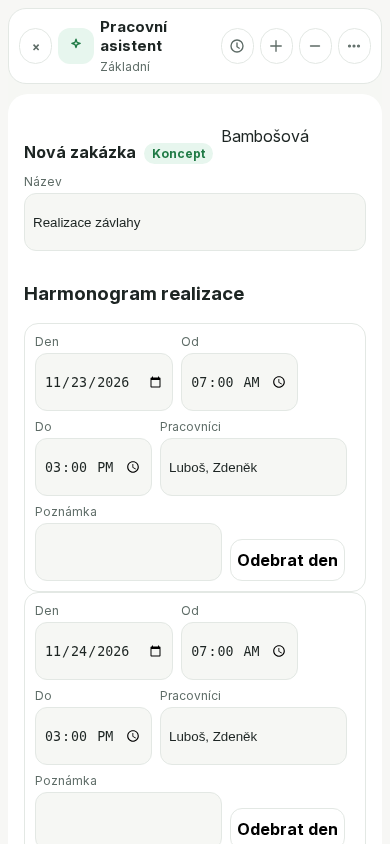 ×
Pracovní
asistent
Základní
Bambošová
Nová zakázka Koncept
Název
Realizace závlahy
Harmonogram realizace
Den Od
11/23/2026 07:00 AM
Do Pracovníci
03:00 PM Luboš, Zdeněk
Poznámka
Odebrat den
Den Od
11/24/2026 07:00 AM
Do Pracovníci
03:00 PM Luboš, Zdeněk
Poznámka
Odebrat den